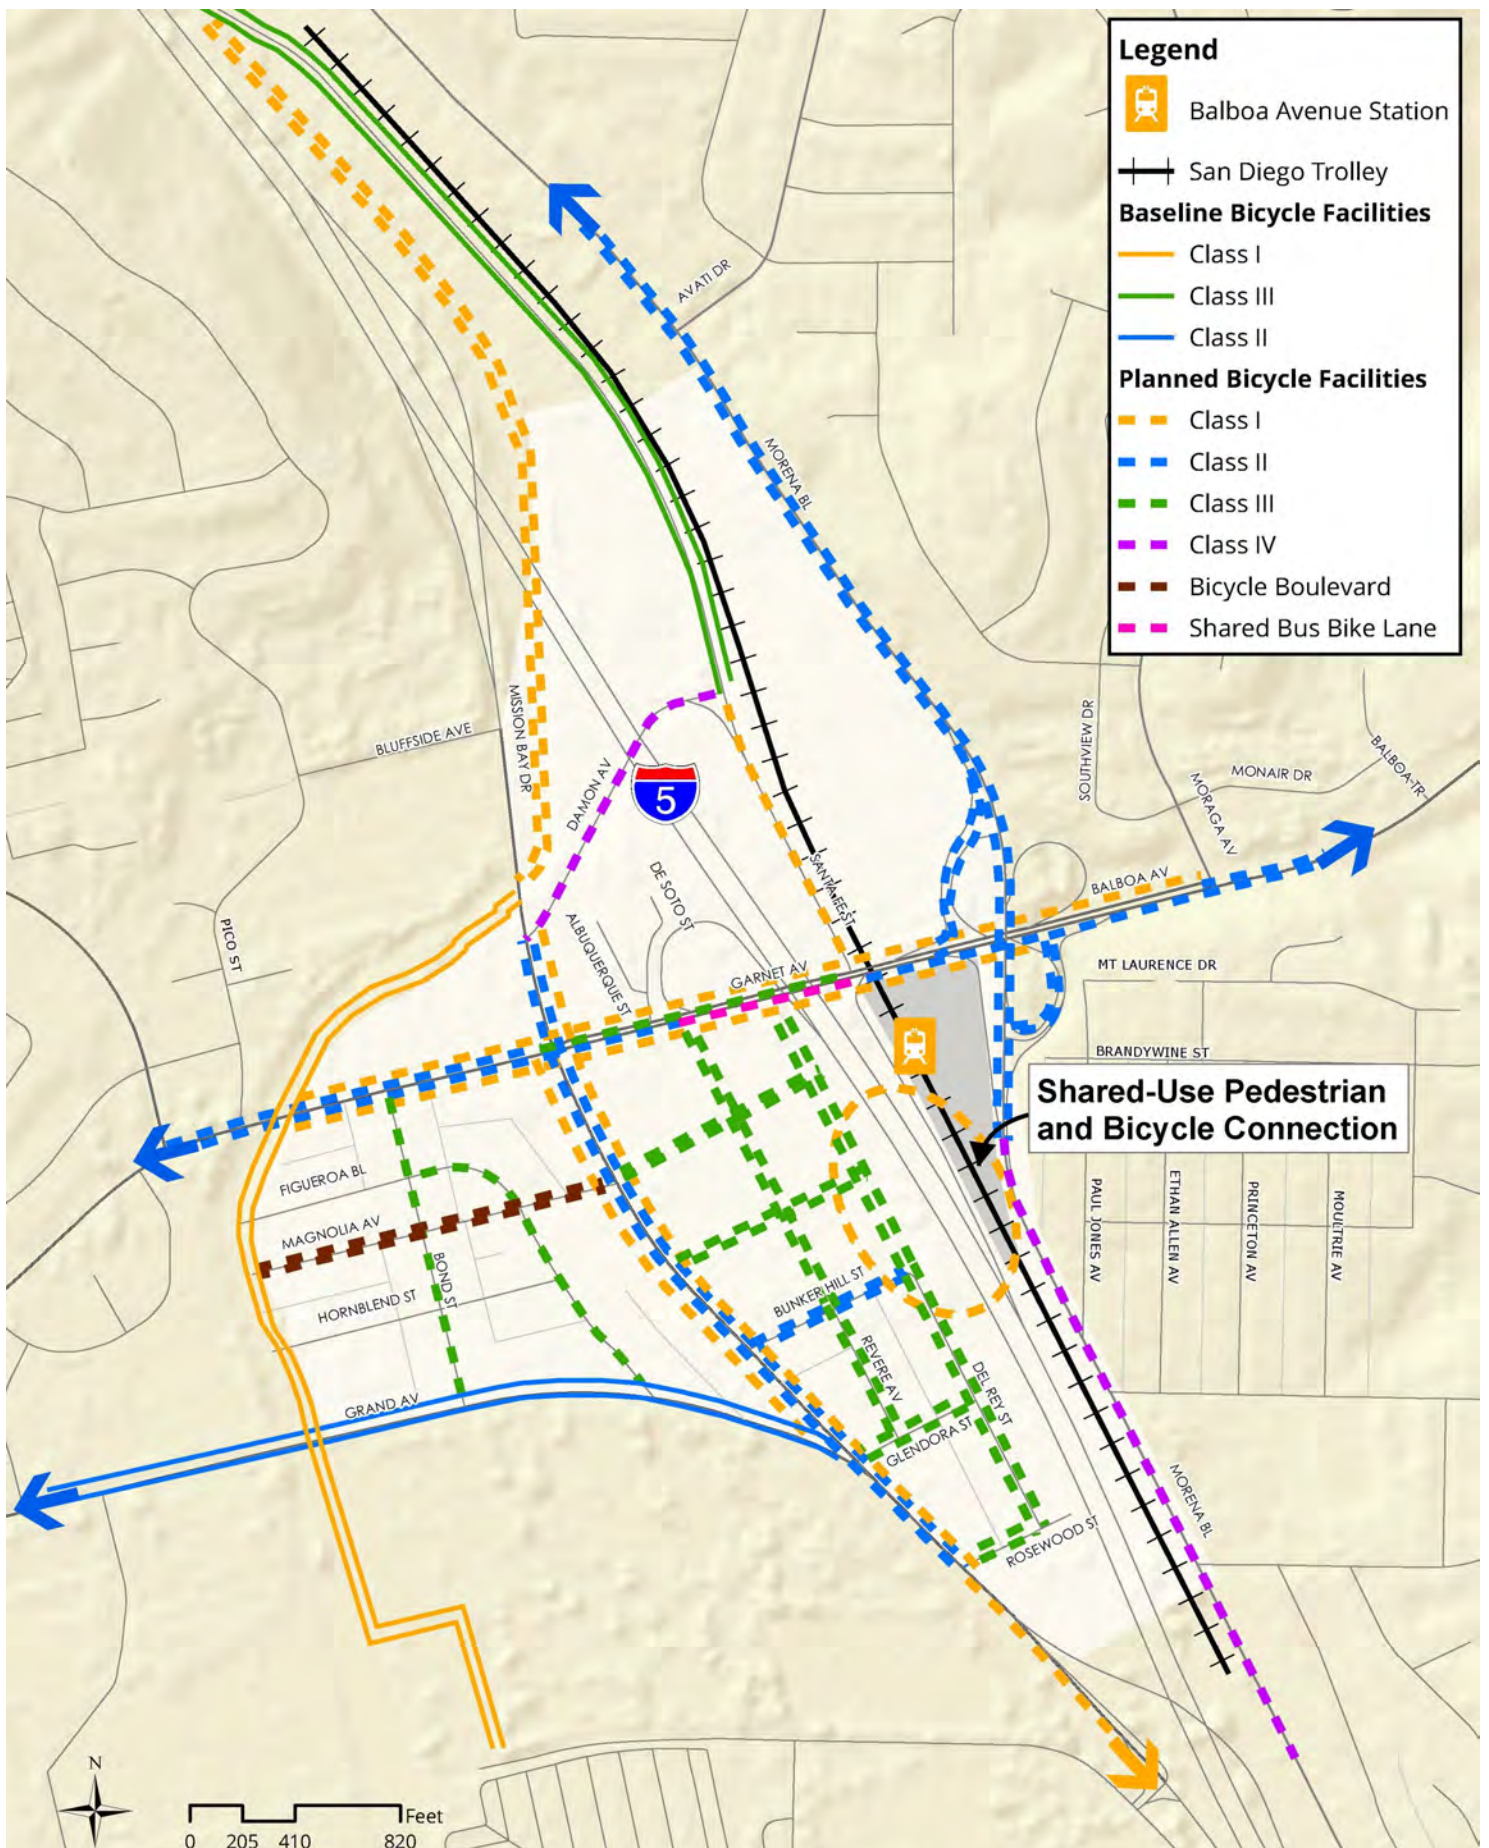 Legend
Balboa Avenue Station
San Diego Trolley
Baseline Bicycle Facilities
Class I
Class III
Class II
Planned Bicycle Facilities
Class I
Class II
Class III
Class IV
Bicycle Boulevard
Shared Bus Bike Lane
AVATI DR
MORENA BL
MISSION BAY DR
BLUFFSIDE AVE
DAMON AV
5
SOUTHVIEW DR
MONAIR DR
BALBOA TR
MORAGA AV
BALBOA AV
SANTA FE ST
DE SOTO ST
ALBUQUERQUE ST
GARNET AV
PICO ST
MT LAURENCE DR
BRANDYWINE ST
Shared-Use Pedestrian
and Bicycle Connection
PAUL JONES AV
ETHAN ALLEN AV
PRINCETON AV
MOULTRIE AV
FIGUEROA BL
MAGNOLIA AV
BOND ST
HORNBLEND ST
BUNKER HILL ST
REVERE AV
DEL REY ST
GRAND AV
GLENDORA ST
MORENA BL
ROSEWOOD ST
N
Feet
0 205 410 820